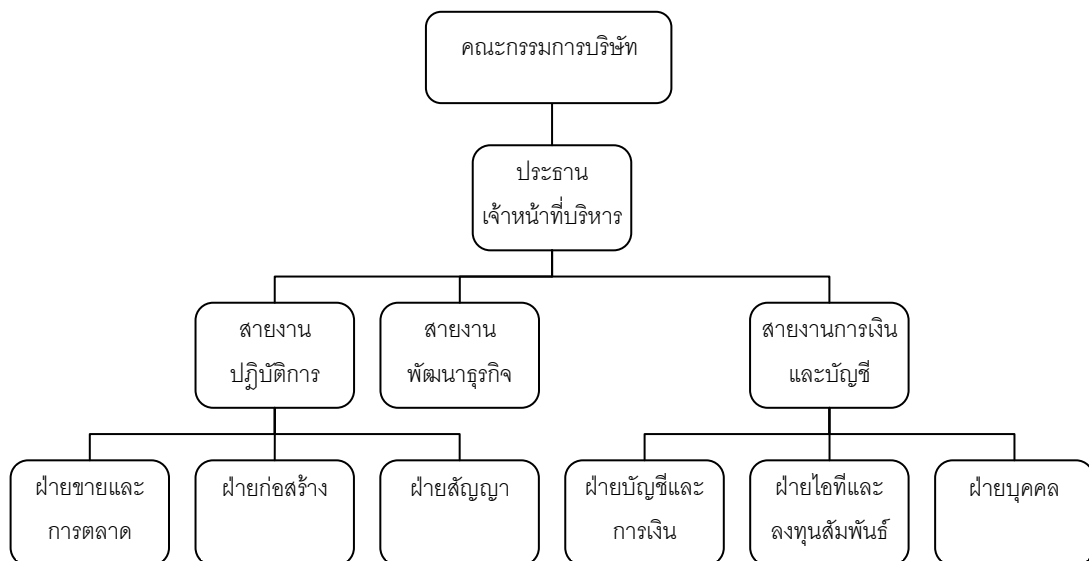 คณะกรรมการบริษัท
ประธาน
เจ้าหน้าที่บริหาร
สายงาน
ปฎิบัติการ
สายงาน
พัฒนาธุรกิจ
สายงานการเงิน
และบัญชี
ฝ่ายขายและ
การตลาด
ฝ่ายก่อสร้าง
ฝ่ายสัญญา
ฝ่ายบัญชีและ
การเงิน
ฝ่ายไอทีและ
ลงทุนสัมพันธ์
ฝ่ายบุคคล